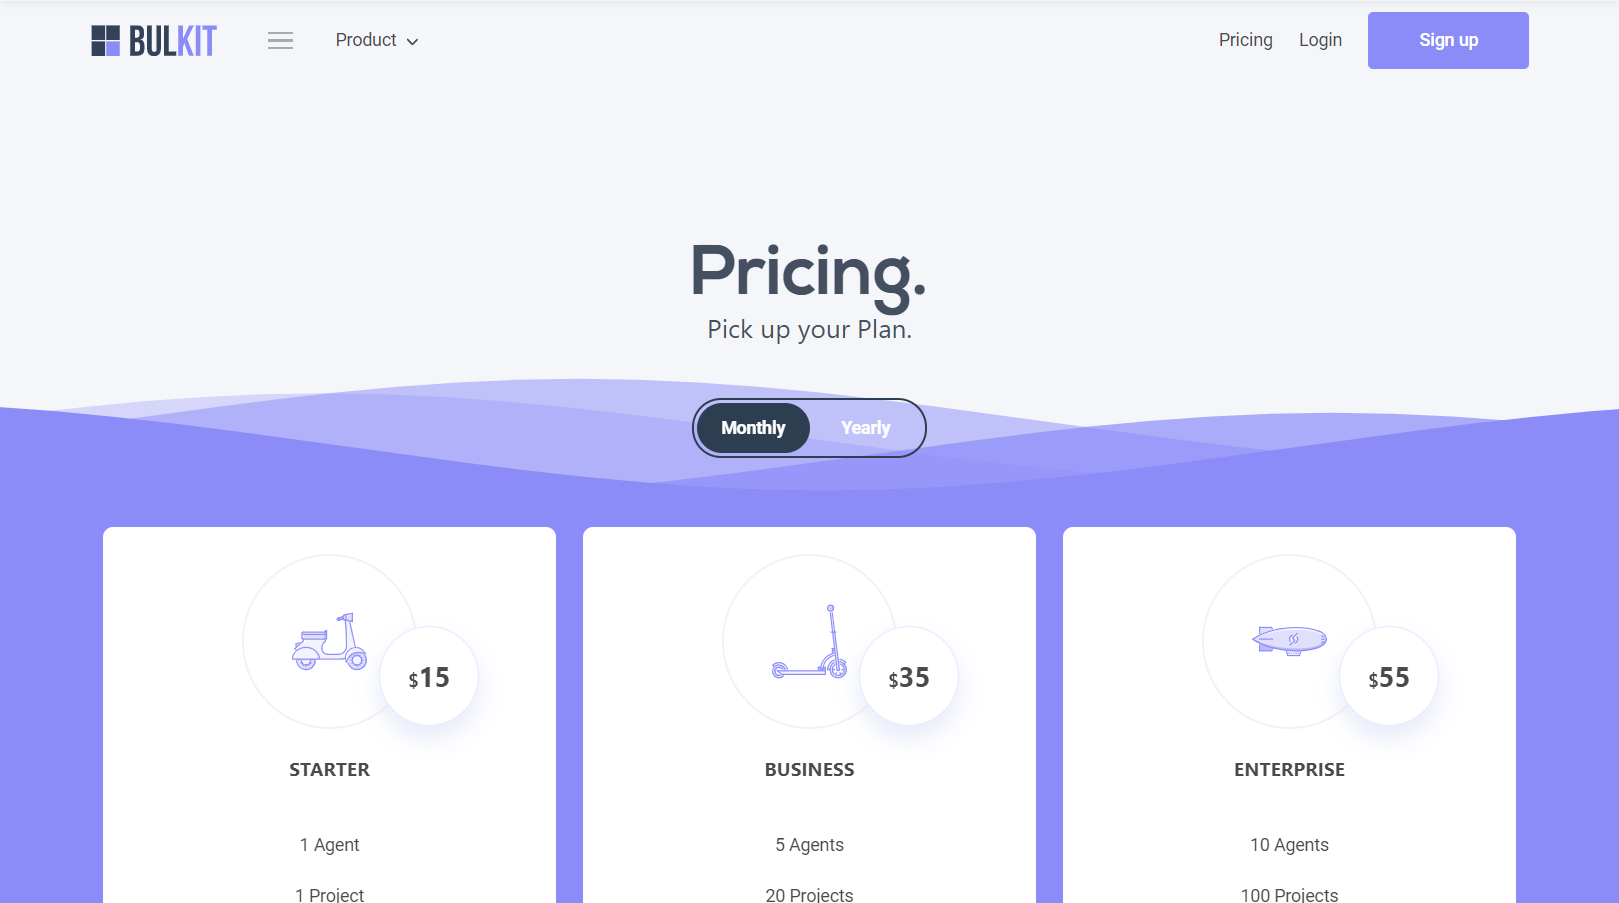 BULKIT
Product
Pricing
Login
Sign up
Pricing.
Pick up your Plan.
Monthly
Yearly
$15
STARTER
1 Agent
1 Project
$35
BUSINESS
5 Agents
20 Projects
$55
ENTERPRISE
10 Agents
100 Projects